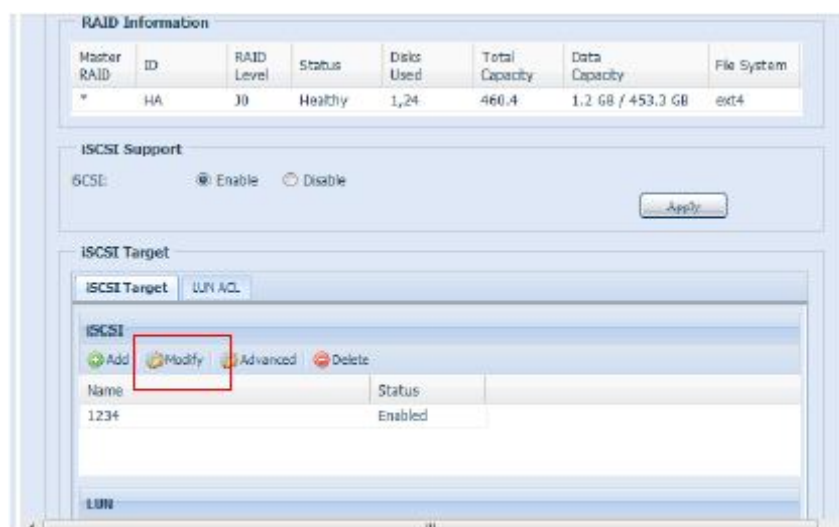 RAID Information
Master RAID ID RAID Level Status Disks Used Total Capacity Data Capacity File System
* HA J0 Healthy 1,24 460.4 1.2 GB / 453.3 GB ext4
iSCSI Support
iSCSI: Enable Disable
Apply
iSCSI Target
iSCSI Target LUN ACL
iSCSI
Add Modify Advanced Delete
Name Status
1234 Enabled
LUN